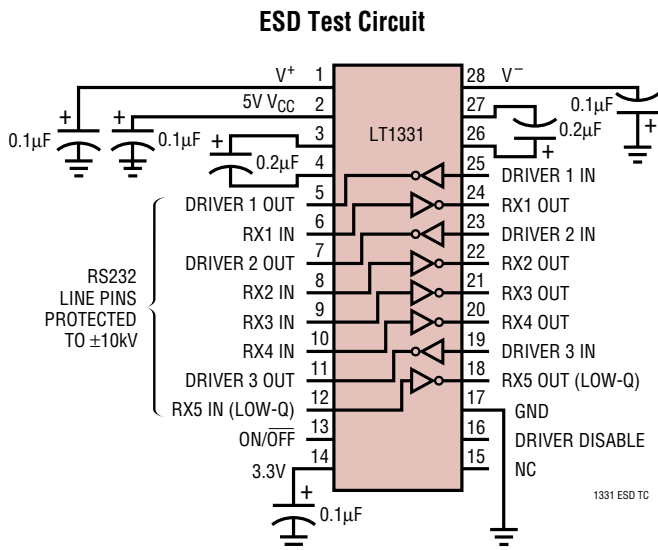 ESD Test Circuit
V+ 1 28 V−
5V VCC 2 27
0.1µF
+
0.1µF
+
3 26
0.2µF
+
4 25 DRIVER 1 IN
LT1331
0.2µF
+
0.1µF
+
DRIVER 1 OUT 5 24 RX1 OUT
RX1 IN 6 23 DRIVER 2 IN
DRIVER 2 OUT 7 22 RX2 OUT
RX2 IN 8 21 RX3 OUT
RX3 IN 9 20 RX4 OUT
RX4 IN 10 19 DRIVER 3 IN
DRIVER 3 OUT 11 18 RX5 OUT (LOW-Q)
RX5 IN (LOW-Q) 12 17 GND
ON/OFF 13 16 DRIVER DISABLE
3.3V 14 15 NC
+
0.1µF
RS232
LINE PINS
PROTECTED
TO ±10kV
1331 ESD TC